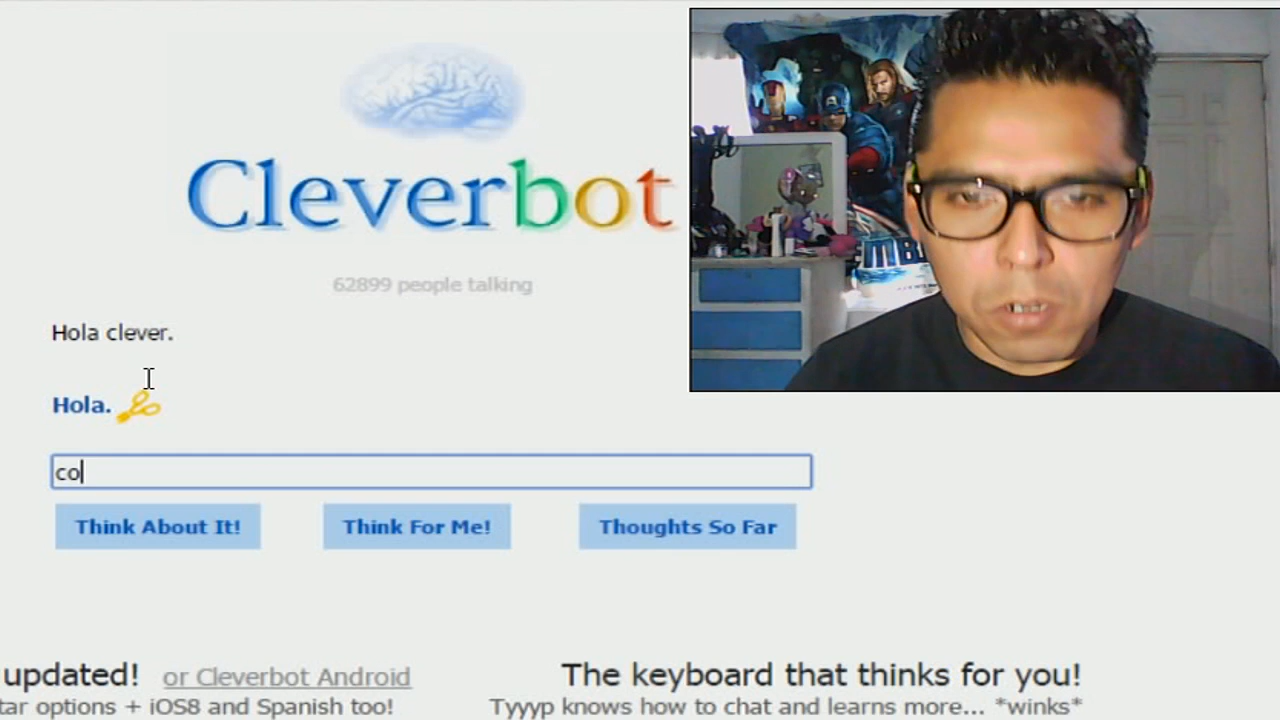 Cleverbot
62899 people talking
Hola clever.
Hola.
co
Think About It!
Think For Me!
Thoughts So Far
updated! or Cleverbot Android
tar options + iOS8 and Spanish too!
The keyboard that thinks for you!
Tyyyp knows how to chat and learns more... *winks*